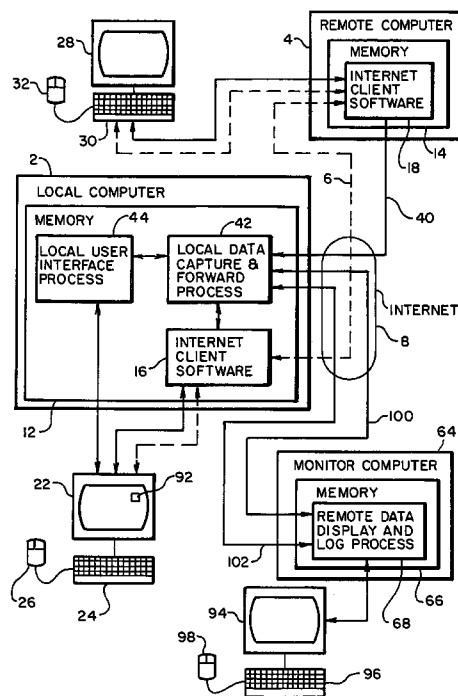 28
32
30
REMOTE COMPUTER
4
MEMORY
INTERNET
CLIENT
SOFTWARE
18
14
6
40
2
LOCAL COMPUTER
MEMORY
44
42
LOCAL USER
INTERFACE
PROCESS
LOCAL DATA
CAPTURE &
FORWARD
PROCESS
INTERNET
8
16
INTERNET
CLIENT
SOFTWARE
12
100
22
92
64
MONITOR COMPUTER
MEMORY
REMOTE DATA
DISPLAY AND
LOG PROCESS
102
26
24
94
68
66
98
96